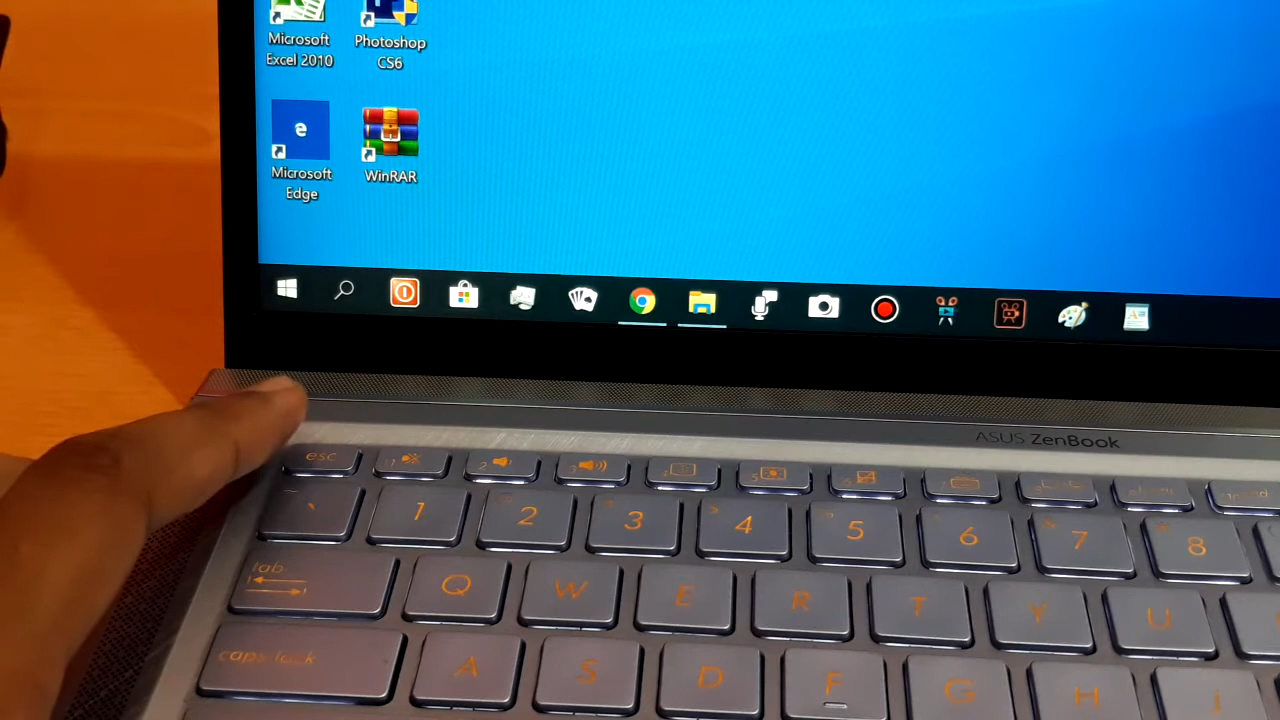 Microsoft
Excel 2010
Photoshop
CS6
Microsoft
Edge
WinRAR
ASUS ZenBook
esc
1
2
3
4
5
6
7
8
tab
Q
W
E
R
T
Y
U
caps lock
A
S
D
F
G
H
J